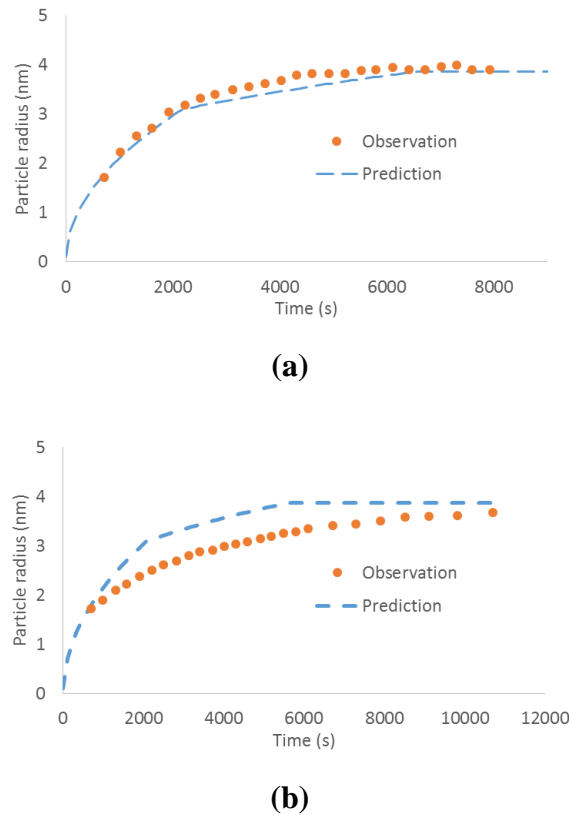 5
4
3
2
1
0
Particle radius (nm)
Observation
Prediction
0 2000 4000 6000 8000
Time (s)
(a)
5
4
3
2
1
0
Particle radius (nm)
Observation
Prediction
0 2000 4000 6000 8000 10000 12000
Time (s)
(b)